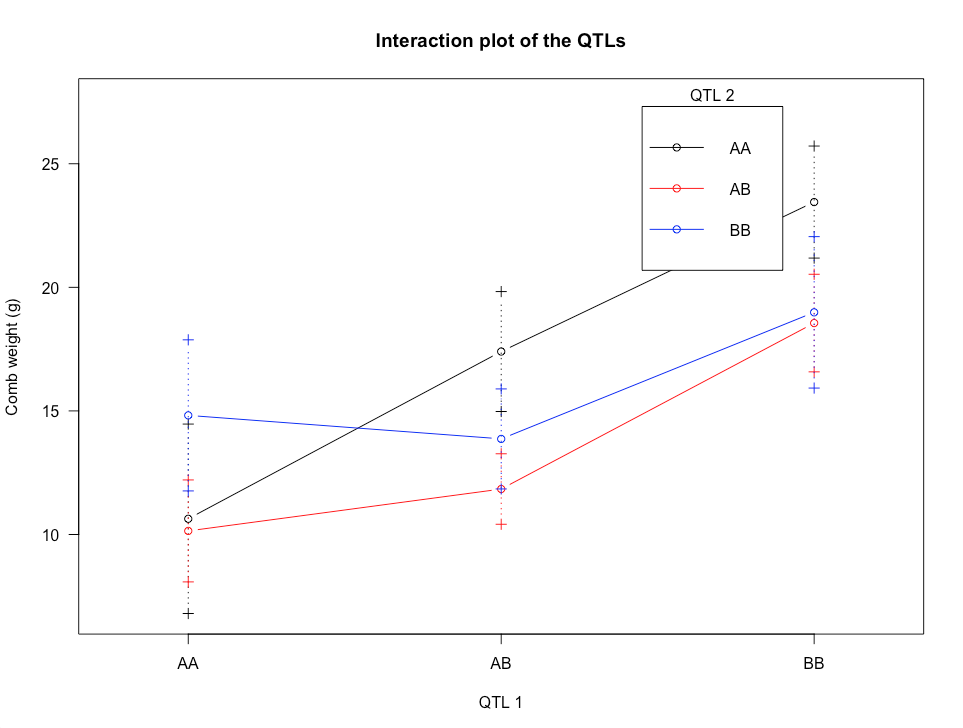 Interaction plot of the QTLs
QTL 2
AA
AB
BB
25
20
15
10
Comb weight (g)
AA
AB
BB
QTL 1